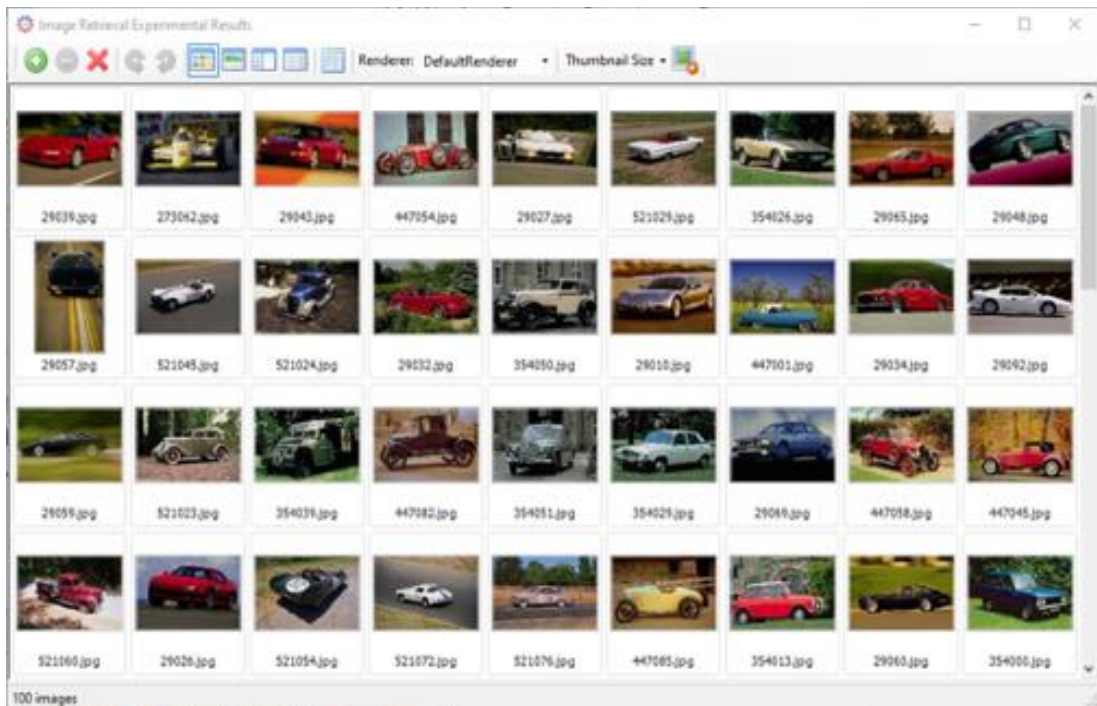 Image Retrieval Experimental Results
Renderer: DefaultRenderer Thumbnail Size
29039.jpg 273062.jpg 29043.jpg 447054.jpg 29027.jpg 521029.jpg 354026.jpg 29065.jpg 29048.jpg
29057.jpg 521045.jpg 521024.jpg 29032.jpg 354050.jpg 29010.jpg 447001.jpg 29034.jpg 29092.jpg
29059.jpg 521023.jpg 354039.jpg 447082.jpg 354051.jpg 354029.jpg 29069.jpg 447058.jpg 447045.jpg
521060.jpg 29026.jpg 521054.jpg 521072.jpg 521076.jpg 447085.jpg 354013.jpg 29060.jpg 354000.jpg
100 images